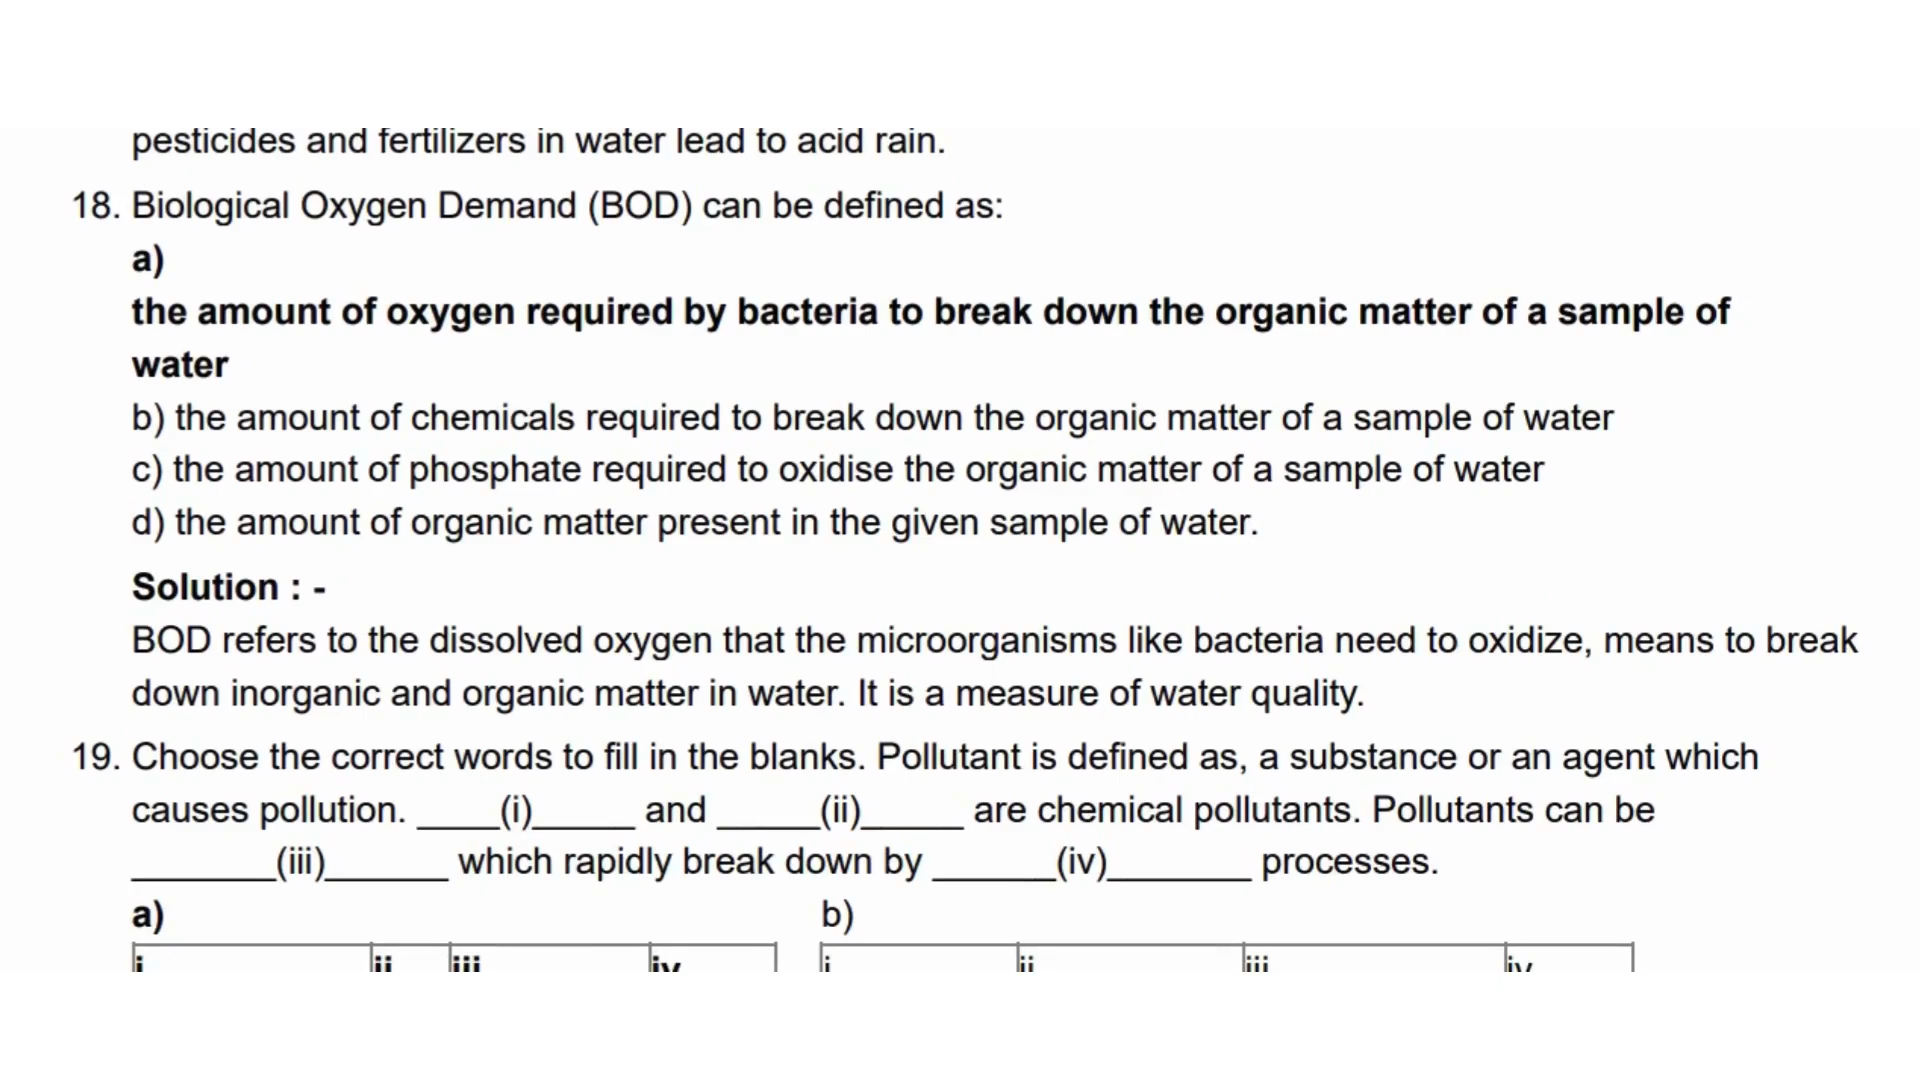 pesticides and fertilizers in water lead to acid rain.
18. Biological Oxygen Demand (BOD) can be defined as:
a)
the amount of oxygen required by bacteria to break down the organic matter of a sample of
water
b) the amount of chemicals required to break down the organic matter of a sample of water
c) the amount of phosphate required to oxidise the organic matter of a sample of water
d) the amount of organic matter present in the given sample of water.
Solution : -
BOD refers to the dissolved oxygen that the microorganisms like bacteria need to oxidize, means to break
down inorganic and organic matter in water. It is a measure of water quality.
19. Choose the correct words to fill in the blanks. Pollutant is defined as, a substance or an agent which
causes pollution. ____(i)_____ and _____(ii)_____ are chemical pollutants. Pollutants can be
_______(iii)______ which rapidly break down by ______(iv)_______ processes.
a) b)
i ii iii iv i ii iii iv